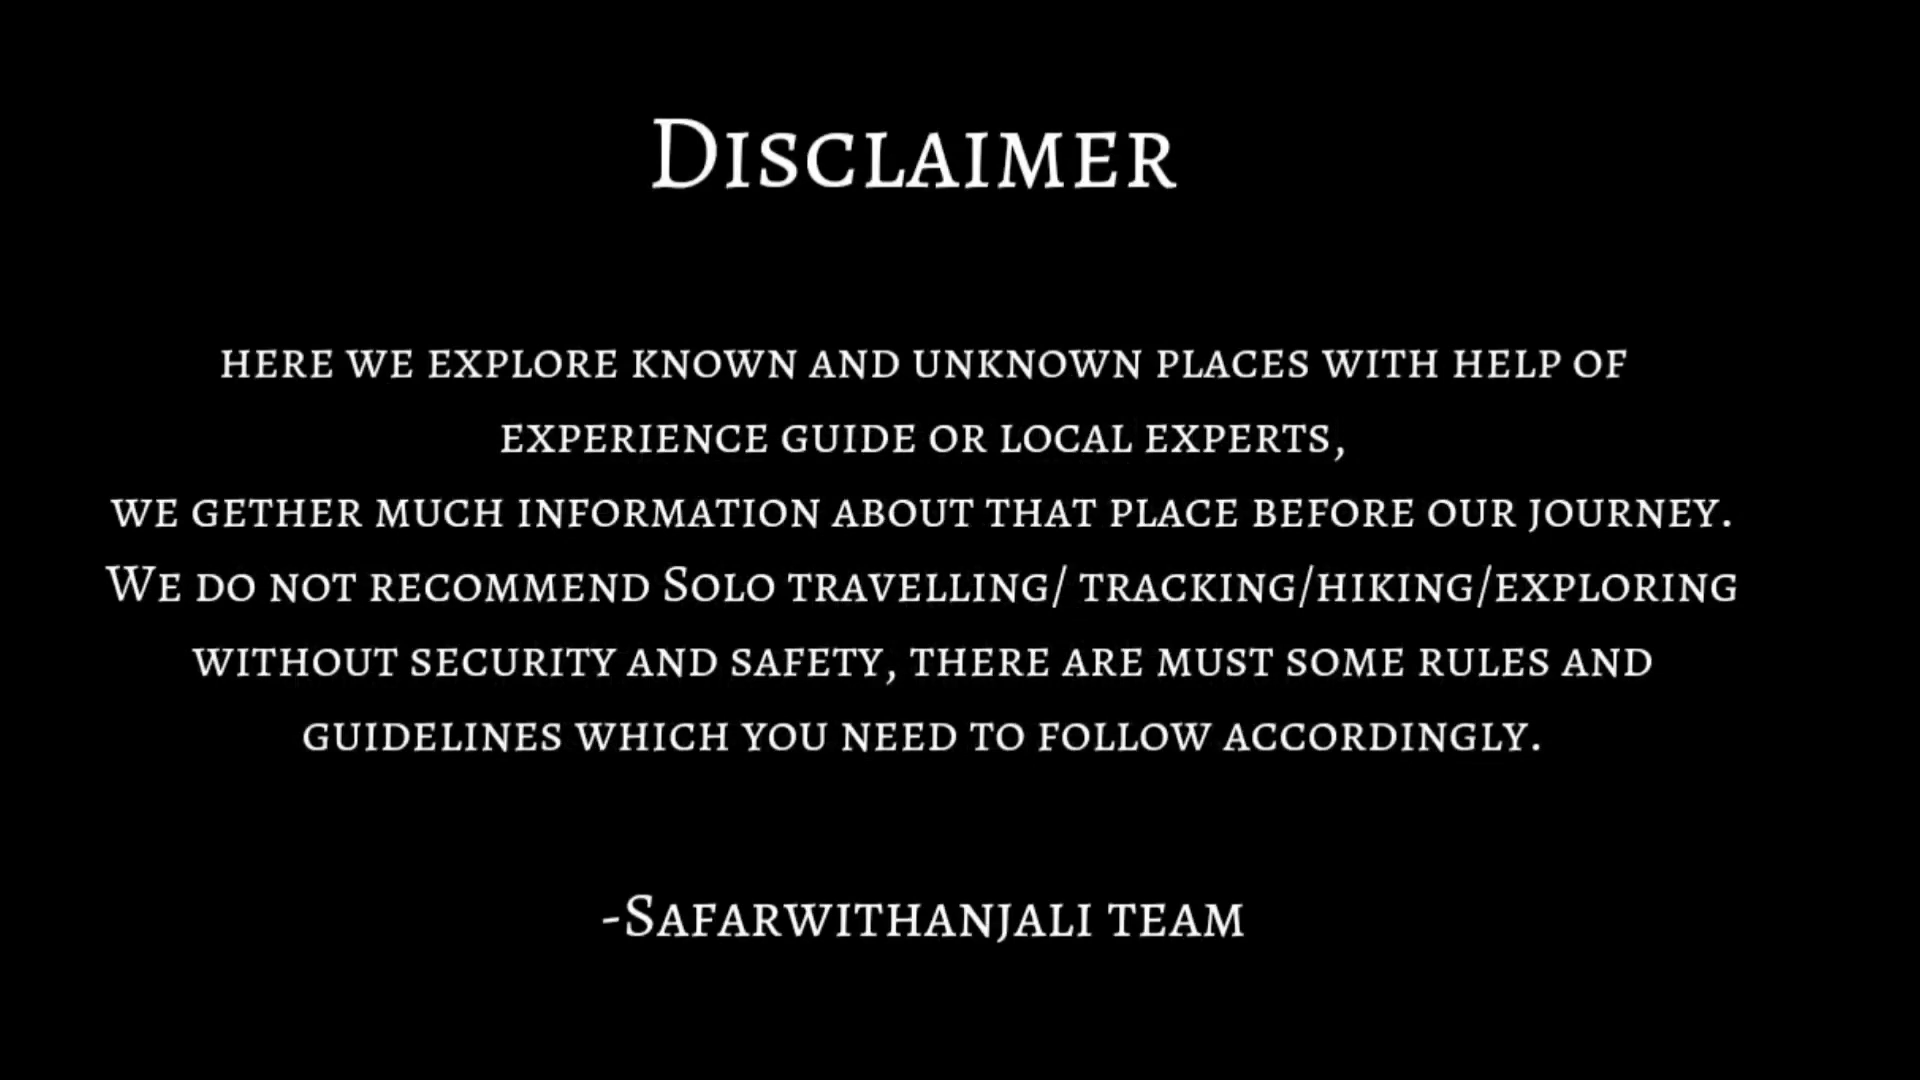 Disclaimer
here we explore known and unknown places with help of
experience guide or local experts,
we gether much information about that place before our journey.
We do not recommend Solo travelling/ tracking/hiking/exploring
without security and safety, there are must some rules and
guidelines which you need to follow accordingly.
-Safarwithanjali team